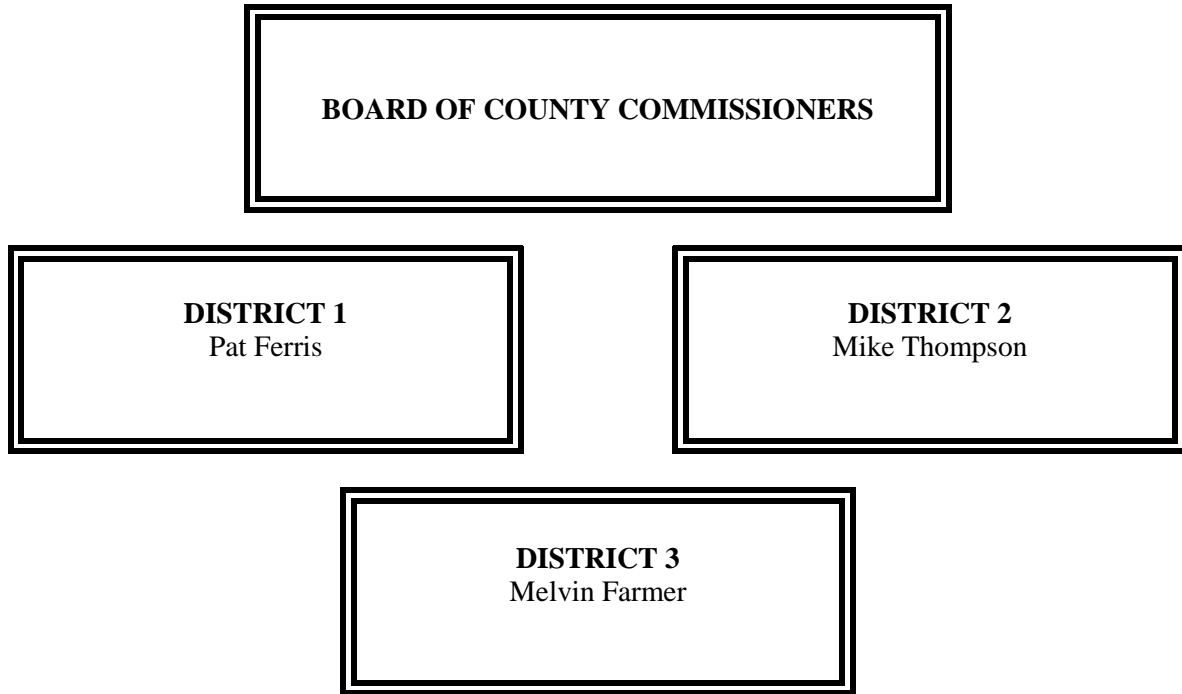 BOARD OF COUNTY COMMISSIONERS
DISTRICT 1
Pat Ferris
DISTRICT 2
Mike Thompson
DISTRICT 3
Melvin Farmer